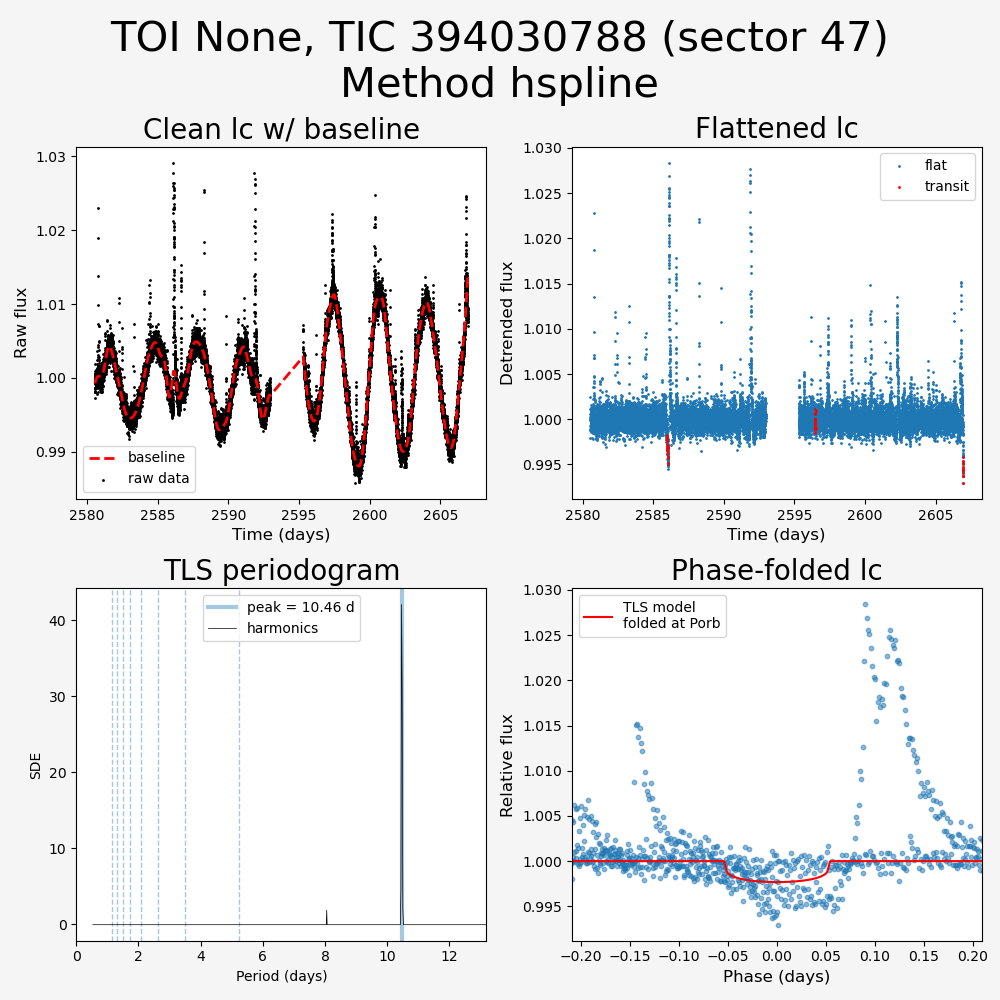 TOI None, TIC 394030788 (sector 47)
Method hspline
Clean lc w/ baseline
Raw flux
1.03
1.02
1.01
1.00
0.99
baseline
raw data
2580 2585 2590 2595 2600 2605
Time (days)
Flattened lc
Detrended flux
1.030
1.025
1.020
1.015
1.010
1.005
1.000
0.995
flat
transit
2580 2585 2590 2595 2600 2605
Time (days)
TLS periodogram
SDE
40
30
20
10
0
peak = 10.46 d
harmonics
0 2 4 6 8 10 12
Period (days)
Phase-folded lc
Relative flux
1.030
1.025
1.020
1.015
1.010
1.005
1.000
0.995
TLS model
folded at Porb
−0.20 −0.15 −0.10 −0.05 0.00 0.05 0.10 0.15 0.20
Phase (days)